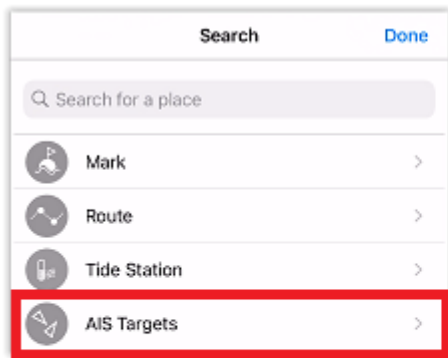 Search
Done
Search for a place
Mark
Route
Tide Station
AIS Targets